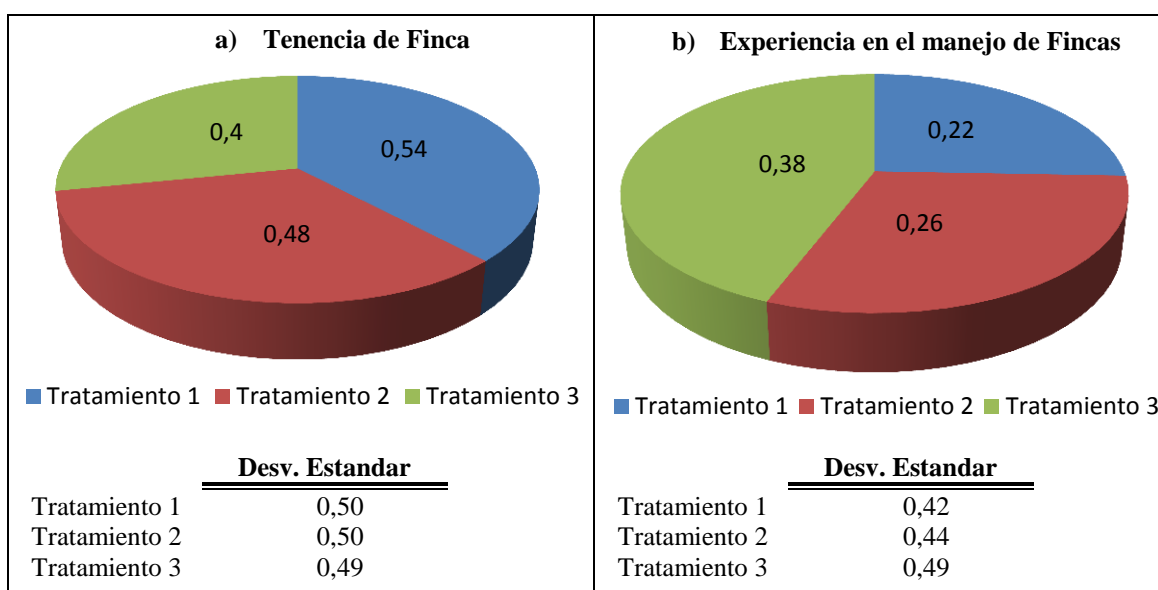 a) Tenencia de Finca
0,4
0,54
0,48
Tratamiento 1 Tratamiento 2 Tratamiento 3
Desv. Estandar
Tratamiento 1 0,50
Tratamiento 2 0,50
Tratamiento 3 0,49
b) Experiencia en el manejo de Fincas
0,22
0,38
0,26
Tratamiento 1 Tratamiento 2 Tratamiento 3
Desv. Estandar
Tratamiento 1 0,42
Tratamiento 2 0,44
Tratamiento 3 0,49